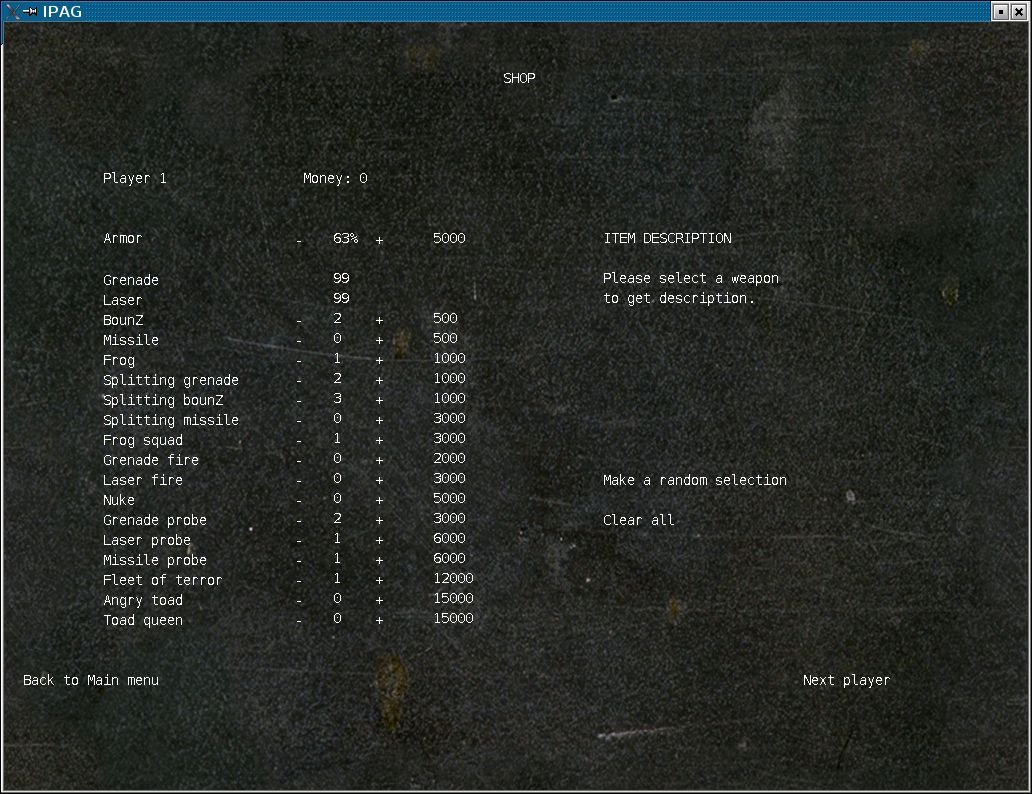 IPAG
SHOP
Player 1 Money: 0
Armor - 63% + 5000 ITEM DESCRIPTION
Grenade 99 Please select a weapon
Laser 99 to get description.
BounZ - 2 + 500
Missile - 0 + 500
Frog - 1 + 1000
Splitting grenade - 2 + 1000
Splitting bounZ - 3 + 1000
Splitting missile - 0 + 3000
Frog squad - 1 + 3000
Grenade fire - 0 + 2000
Laser fire - 0 + 3000 Make a random selection
Nuke - 0 + 5000
Grenade probe - 2 + 3000 Clear all
Laser probe - 1 + 6000
Missile probe - 1 + 6000
Fleet of terror - 1 + 12000
Angry toad - 0 + 15000
Toad queen - 0 + 15000
Back to Main menu Next player